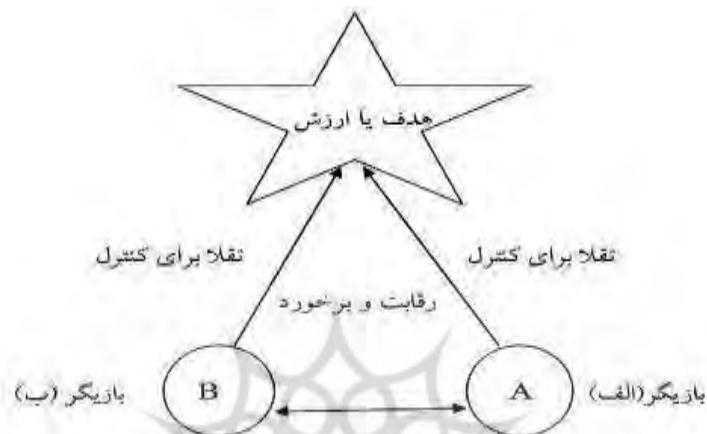 هدف یا ارزش
تقلا برای کنترل
تقلا برای کنترل
رقابت و برخورد
بازیگر(الف)
A
B
بازیگر (ب)